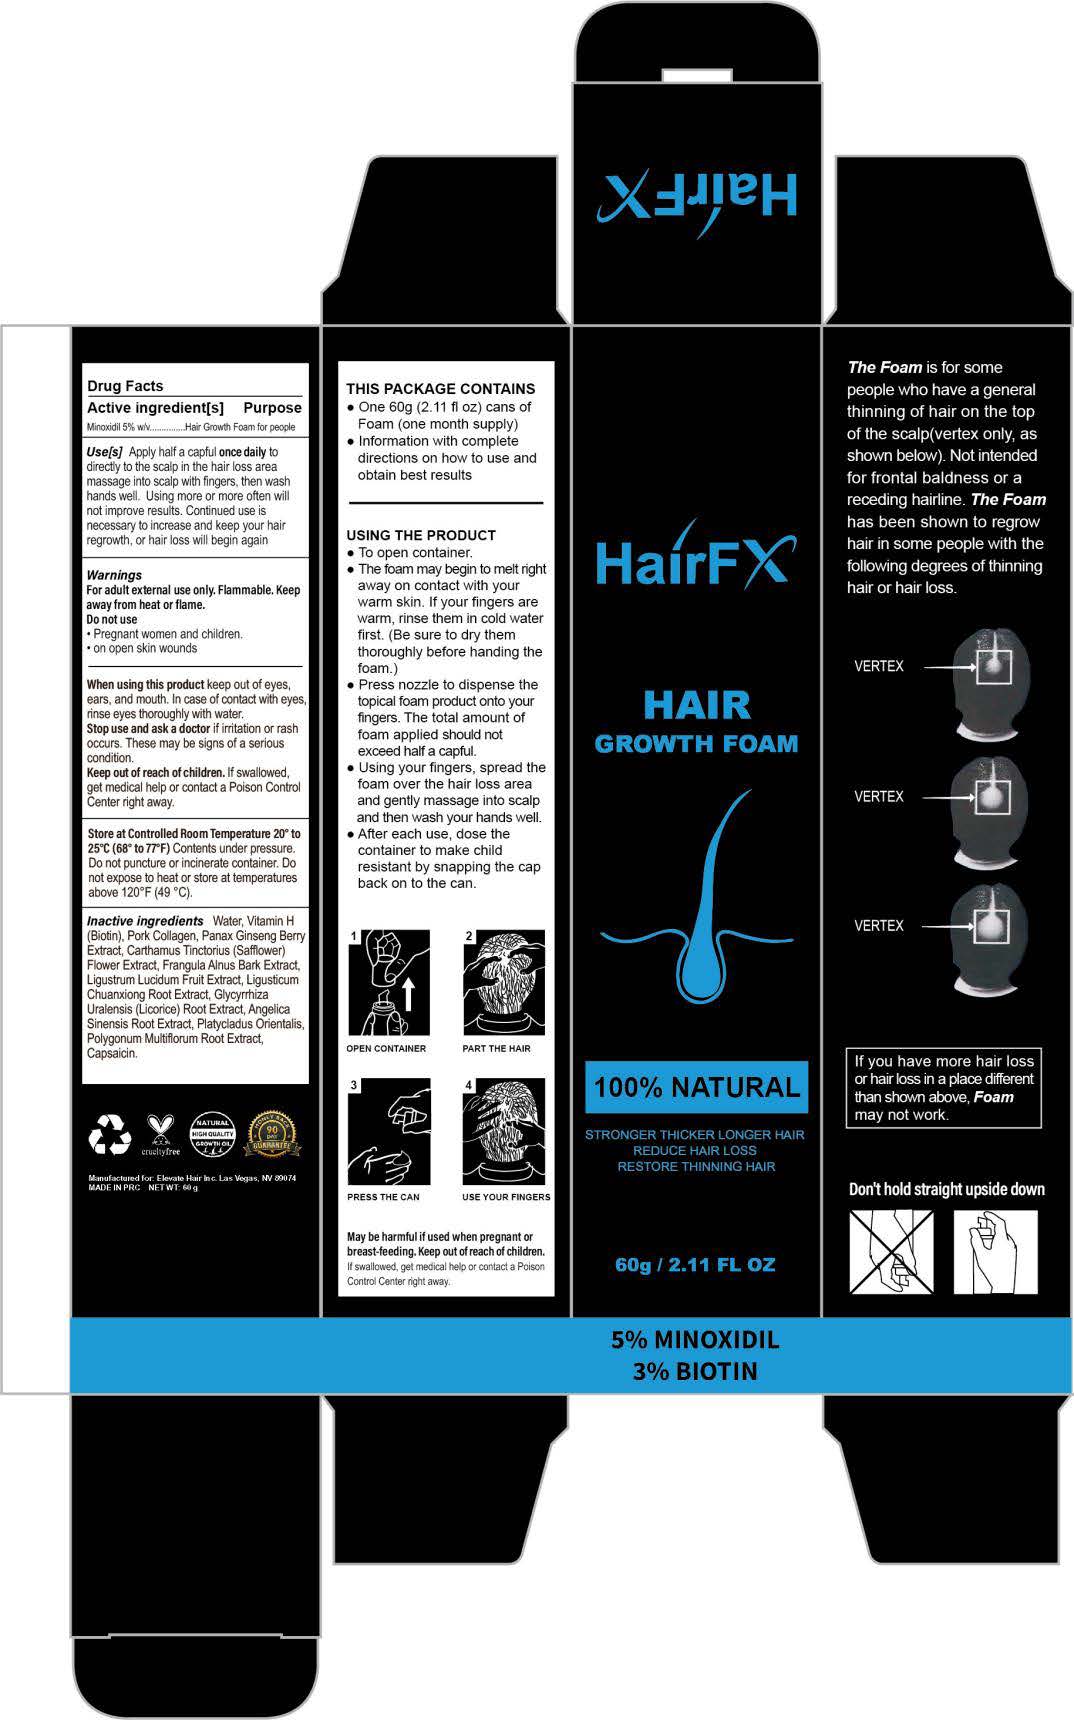 HairFX
Drug Facts
Active ingredient[s] Purpose
Minoxidil 5% w/v..............Hair Growth Foam for people
Use[s] Apply half a capful once daily to
directly to the scalp in the hair loss area
massage into scalp with fingers, then wash
hands well. Using more or more often will
not improve results. Continued use is
necessary to increase and keep your hair
regrowth, or hair loss will begin again
Warnings
For adult external use only. Flammable. Keep
away from heat or flame.
Do not use
• Pregnant women and children.
• on open skin wounds
When using this product keep out of eyes,
ears, and mouth. In case of contact with eyes,
rinse eyes thoroughly with water.
Stop use and ask a doctor if irritation or rash
occurs. These may be signs of a serious
condition.
Keep out of reach of children. If swallowed,
get medical help or contact a Poison Control
Center right away.
Store at Controlled Room Temperature 20° to
25°C (68° to 77°F) Contents under pressure.
Do not puncture or incinerate container. Do
not expose to heat or store at temperatures
above 120°F (49 °C).
Inactive ingredients Water, Vitamin H
(Biotin), Pork Collagen, Panax Ginseng Berry
Extract, Carthamus Tinctorius (Safflower)
Flower Extract, Frangula Alnus Bark Extract,
Ligustrum Lucidum Fruit Extract, Ligusticum
Chuanxiong Root Extract, Glycyrrhiza
Uralensis (Licorice) Root Extract, Angelica
Sinensis Root Extract, Platycladus Orientalis,
Polygonum Multiflorum Root Extract,
Capsaicin.
crueltyfree
NATURAL
HIGH QUALITY
GROWTH OIL
MONEY BACK
90
DAY
GUARANTEE
Manufactured for: Elevate Hair Inc. Las Vegas, NV 89074
MADE IN PRC NET WT: 60 g
THIS PACKAGE CONTAINS
● One 60g (2.11 fl oz) cans of
Foam (one month supply)
● Information with complete
directions on how to use and
obtain best results
USING THE PRODUCT
● To open container.
● The foam may begin to melt right
away on contact with your
warm skin. If your fingers are
warm, rinse them in cold water
first. (Be sure to dry them
thoroughly before handing the
foam.)
● Press nozzle to dispense the
topical foam product onto your
fingers. The total amount of
foam applied should not
exceed half a capful.
● Using your fingers, spread the
foam over the hair loss area
and gently massage into scalp
and then wash your hands well.
● After each use, dose the
container to make child
resistant by snapping the cap
back on to the can.
1
2
OPEN CONTAINER
PART THE HAIR
3
4
PRESS THE CAN
USE YOUR FINGERS
May be harmful if used when pregnant or
breast-feeding. Keep out of reach of children.
If swallowed, get medical help or contact a Poison
Control Center right away.
HairFX
HAIR
GROWTH FOAM
100% NATURAL
STRONGER THICKER LONGER HAIR
REDUCE HAIR LOSS
RESTORE THINNING HAIR
60g / 2.11 FL OZ
5% MINOXIDIL
3% BIOTIN
The Foam is for some
people who have a general
thinning of hair on the top
of the scalp(vertex only, as
shown below). Not intended
for frontal baldness or a
receding hairline. The Foam
has been shown to regrow
hair in some people with the
following degrees of thinning
hair or hair loss.
VERTEX
VERTEX
VERTEX
If you have more hair loss
or hair loss in a place different
than shown above, Foam
may not work.
Don't hold straight upside down